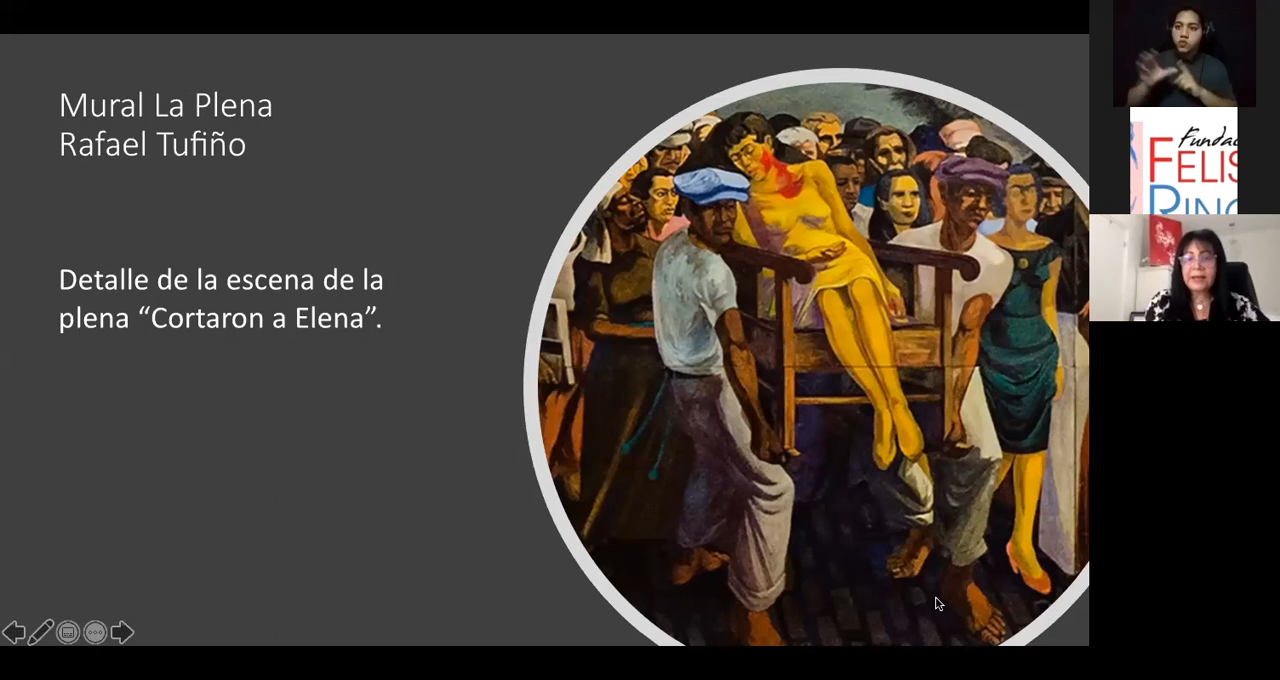 Mural La Plena
Rafael Tufiño
Detalle de la escena de la
plena “Cortaron a Elena”.
Fundac
FELIS
RINC